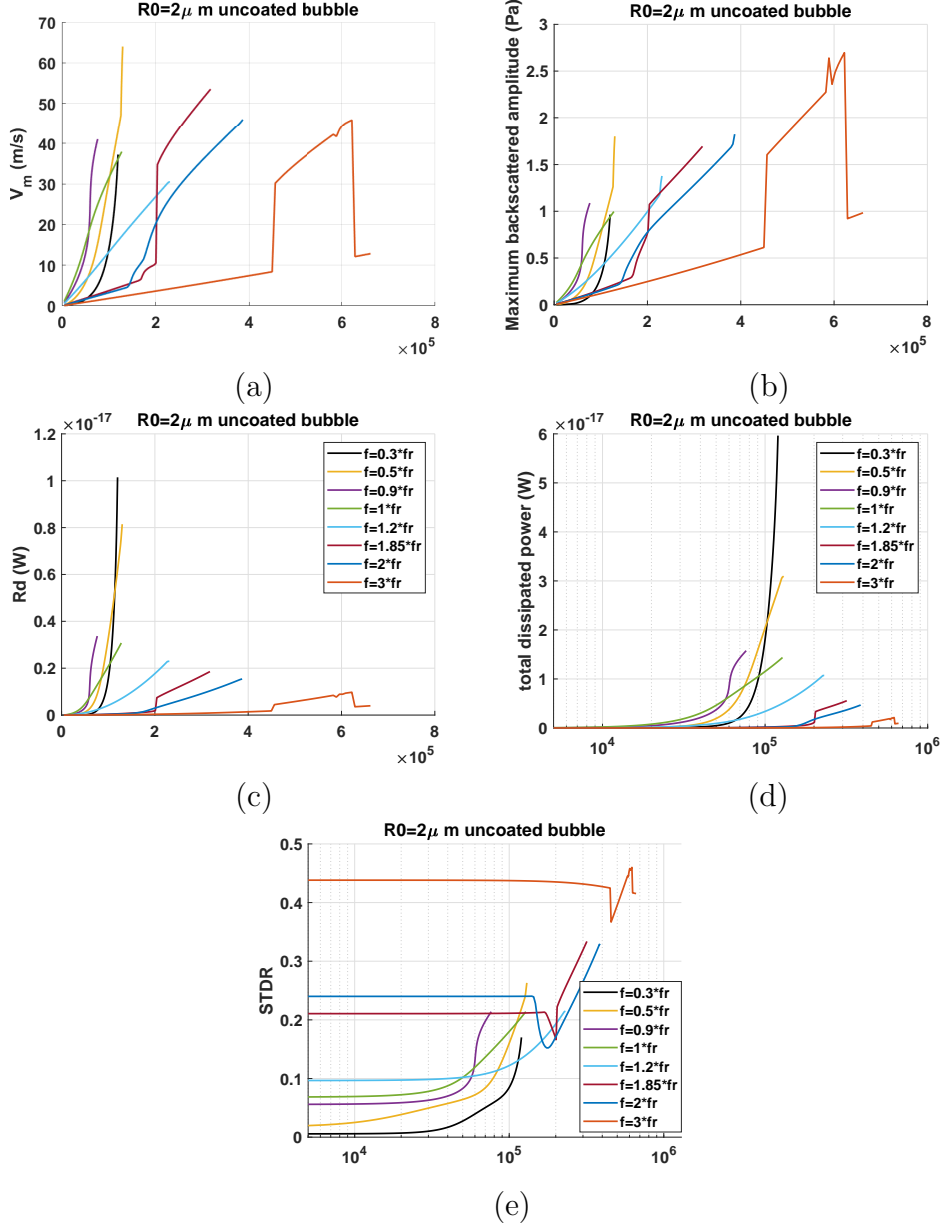 R0=2μ m uncoated bubble
V_m (m/s)
70
60
50
40
30
20
10
0
0 2 4 6 8
×10^5
(a)
R0=2μ m uncoated bubble
Maximum backscattered amplitude (Pa)
3
2.5
2
1.5
1
0.5
0
0 2 4 6 8
×10^5
(b)
R0=2μ m uncoated bubble
×10^-17
Rd (W)
1.2
1
0.8
0.6
0.4
0.2
0
0 2 4 6 8
×10^5
f=0.3*fr
f=0.5*fr
f=0.9*fr
f=1*fr
f=1.2*fr
f=1.85*fr
f=2*fr
f=3*fr
(c)
R0=2μ m uncoated bubble
×10^-17
total dissipated power (W)
6
5
4
3
2
1
0
10^4 10^5 10^6
f=0.3*fr
f=0.5*fr
f=0.9*fr
f=1*fr
f=1.2*fr
f=1.85*fr
f=2*fr
f=3*fr
(d)
R0=2μ m uncoated bubble
STDR
0.5
0.4
0.3
0.2
0.1
0
10^4 10^5 10^6
f=0.3*fr
f=0.5*fr
f=0.9*fr
f=1*fr
f=1.2*fr
f=1.85*fr
f=2*fr
f=3*fr
(e)